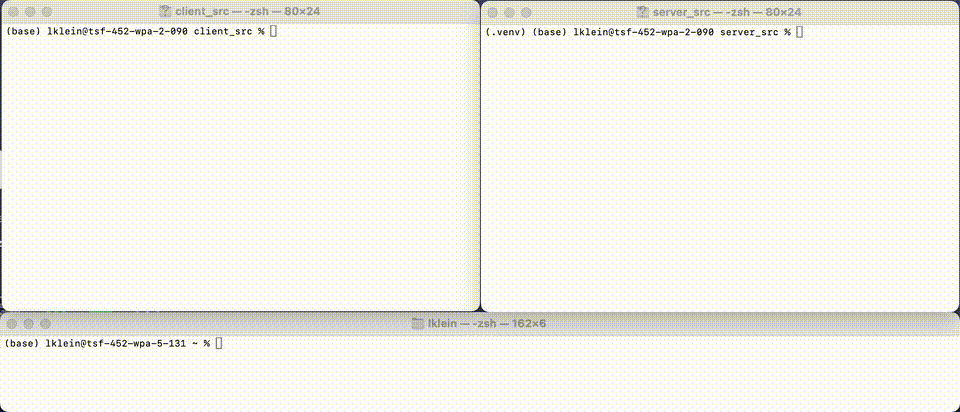 client_src — -zsh — 80×24
(base) lklein@tsf-452-wpa-2-090 client_src %
server_src — -zsh — 80×24
(.venv) (base) lklein@tsf-452-wpa-2-090 server_src %
lklein — -zsh — 162×6
(base) lklein@tsf-452-wpa-5-131 ~ %